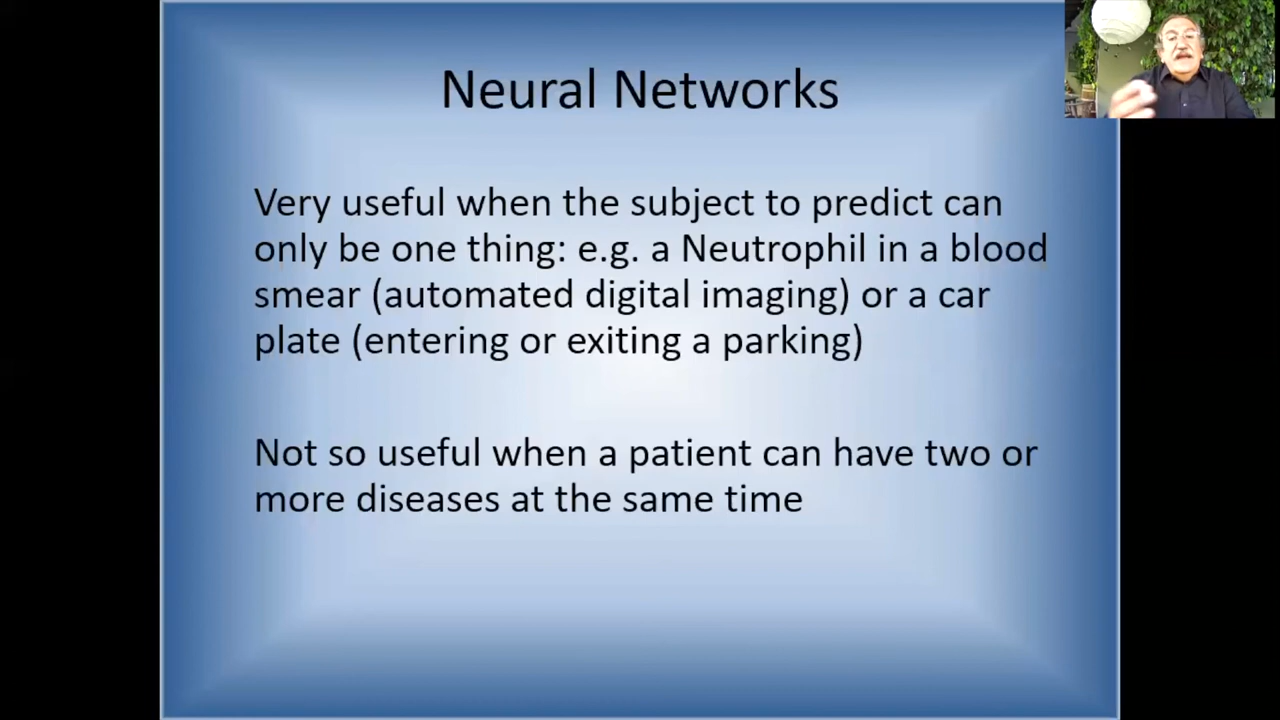 Neural Networks
Very useful when the subject to predict can
only be one thing: e.g. a Neutrophil in a blood
smear (automated digital imaging) or a car
plate (entering or exiting a parking)
Not so useful when a patient can have two or
more diseases at the same time